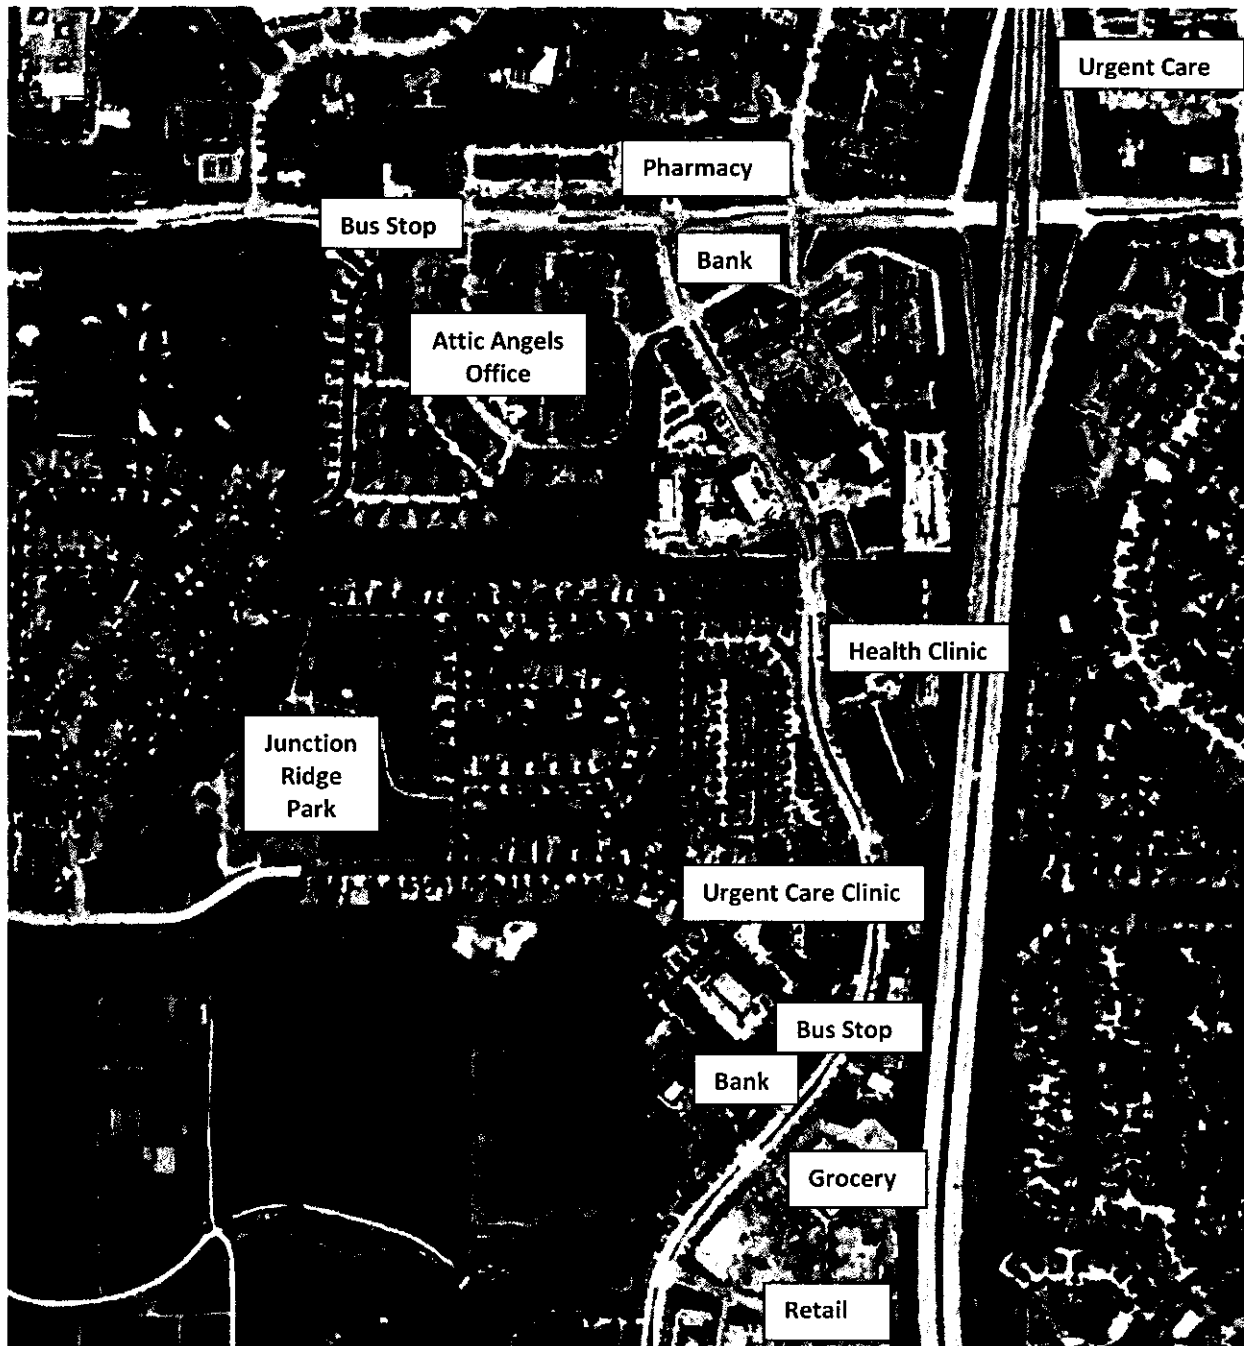 Urgent Care
Pharmacy
Bus Stop
Bank
Attic Angels
Office
Health Clinic
Junction
Ridge
Park
Urgent Care Clinic
Bus Stop
Bank
Grocery
Retail